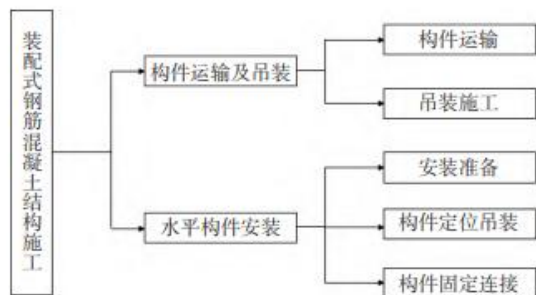 装配式钢筋混凝土结构施工
构件运输及吊装
构件运输
吊装施工
水平构件安装
安装准备
构件定位吊装
构件固定连接